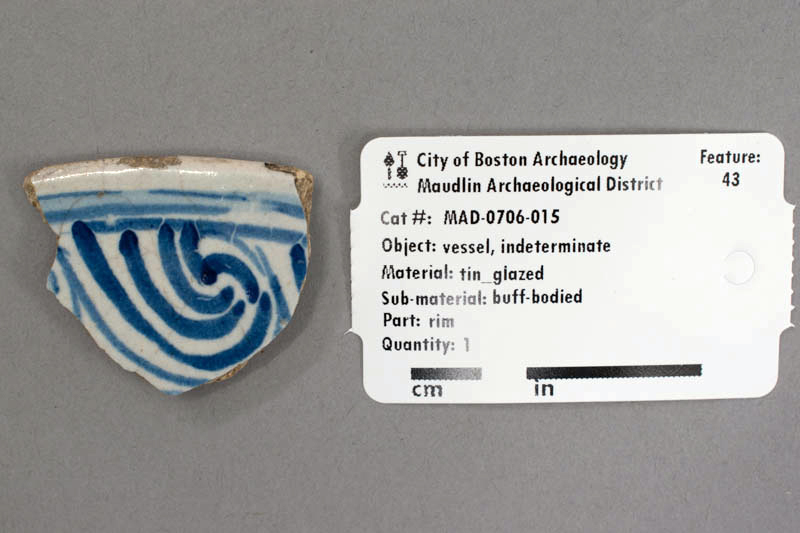 City of Boston Archaeology
Maudlin Archaeological District
Feature:
43
Cat #: MAD-0706-015
Object: vessel, indeterminate
Material: tin_glazed
Sub-material: buff-bodied
Part: rim
Quantity: 1
cm in